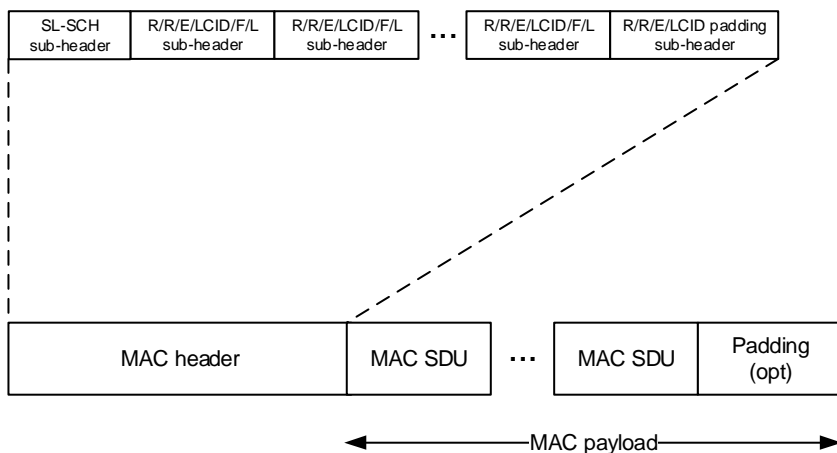 SL-SCH
sub-header
R/R/E/LCID/F/L
sub-header
R/R/E/LCID/F/L
sub-header
...
R/R/E/LCID/F/L
sub-header
R/R/E/LCID padding
sub-header
MAC header
MAC SDU
...
MAC SDU
Padding
(opt)
MAC payload